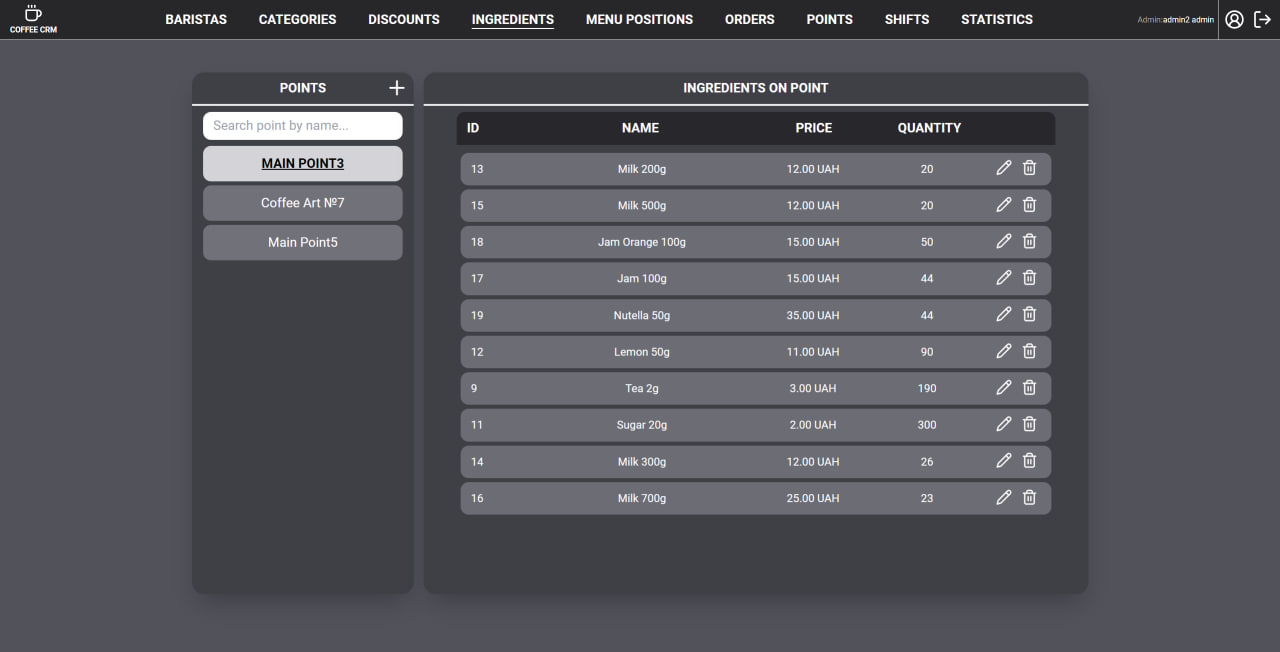 COFFEE CRM
BARISTAS CATEGORIES DISCOUNTS INGREDIENTS MENU POSITIONS ORDERS POINTS SHIFTS STATISTICS
Admin:admin2 admin
POINTS
Search point by name...
MAIN POINT3
Coffee Art №7
Main Point5
INGREDIENTS ON POINT
ID NAME PRICE QUANTITY
13 Milk 200g 12.00 UAH 20
15 Milk 500g 12.00 UAH 20
18 Jam Orange 100g 15.00 UAH 50
17 Jam 100g 15.00 UAH 44
19 Nutella 50g 35.00 UAH 44
12 Lemon 50g 11.00 UAH 90
9 Tea 2g 3.00 UAH 190
11 Sugar 20g 2.00 UAH 300
14 Milk 300g 12.00 UAH 26
16 Milk 700g 25.00 UAH 23